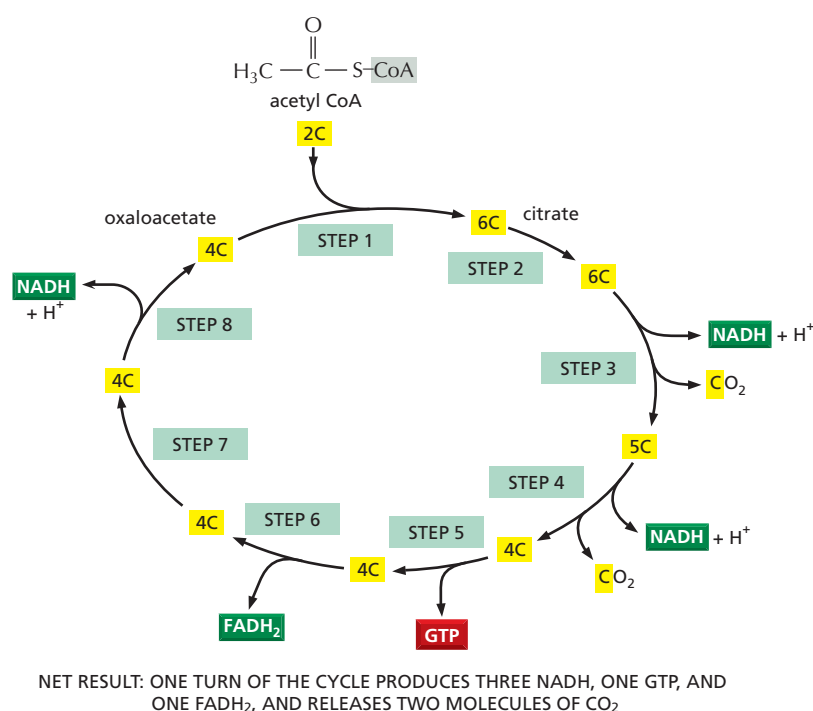 O
H₃C — C — S–CoA
acetyl CoA
2C
oxaloacetate
4C
STEP 1
6C
citrate
STEP 2
6C
NADH + H⁺
STEP 3
CO₂
5C
STEP 4
NADH + H⁺
CO₂
4C
STEP 5
GTP
4C
STEP 6
FADH₂
4C
STEP 7
4C
STEP 8
NADH
+ H⁺
NET RESULT: ONE TURN OF THE CYCLE PRODUCES THREE NADH, ONE GTP, AND
ONE FADH₂, AND RELEASES TWO MOLECULES OF CO₂